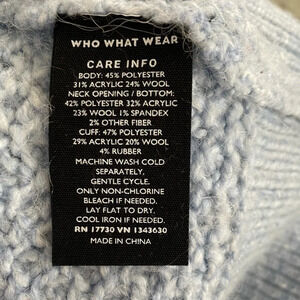 WHO WHAT WEAR
CARE INFO
BODY: 45% POLYESTER
31% ACRYLIC 24% WOOL
NECK OPENING / BOTTOM:
42% POLYESTER 32% ACRYLIC
23% WOOL 1% SPANDEX
2% OTHER FIBER
CUFF: 47% POLYESTER
29% ACRYLIC 20% WOOL
4% RUBBER
MACHINE WASH COLD
SEPARATELY,
GENTLE CYCLE.
ONLY NON-CHLORINE
BLEACH IF NEEDED.
LAY FLAT TO DRY.
COOL IRON IF NEEDED.
RN 17730 VN 1343630
MADE IN CHINA